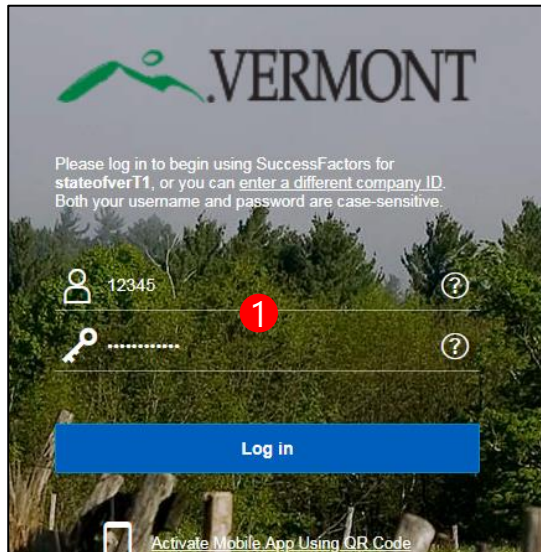 .VERMONT
Please log in to begin using SuccessFactors for
stateofverT1, or you can enter a different company ID.
Both your username and password are case-sensitive.
12345
?
1
............
?
Log in
Activate Mobile App Using QR Code